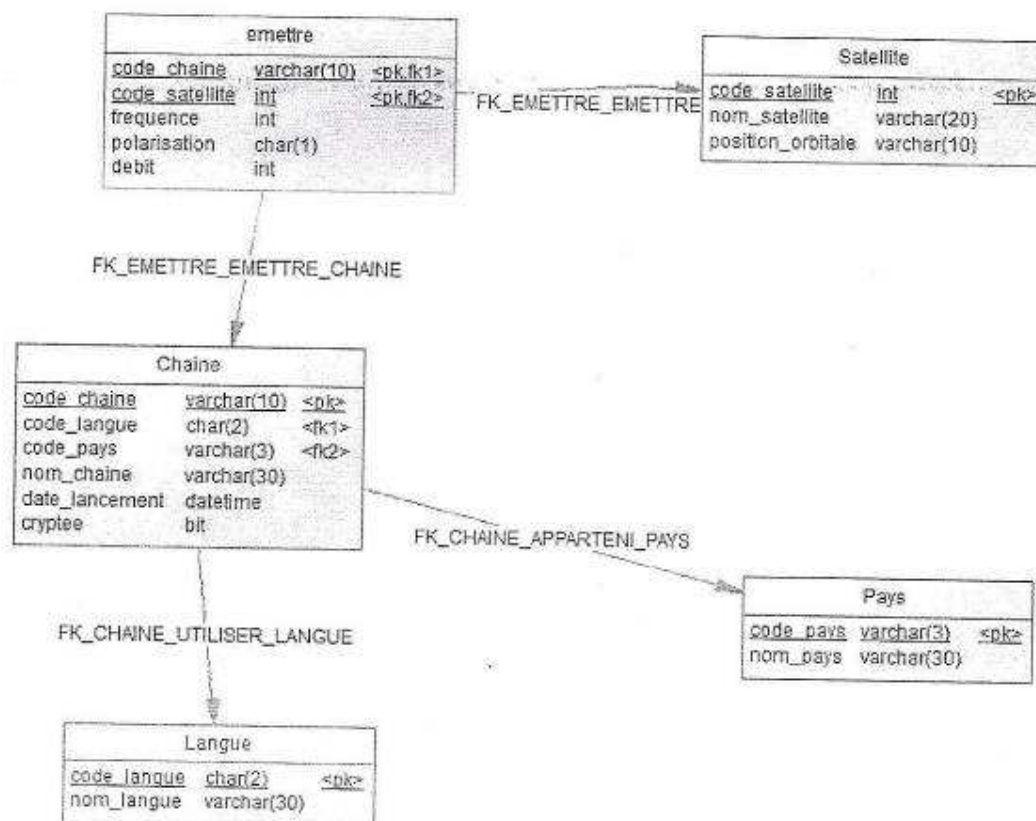 emettre
code_chaine varchar(10) <pk,fk1>
code_satellite int <pk,fk2>
frequence int
polarisation char(1)
debit int
FK_EMETTRE_EMETTRE
Satellite
code_satellite int <pk>
nom_satellite varchar(20)
position_orbitale varchar(10)
FK_EMETTRE_EMETTRE_CHAINE
Chaine
code_chaine varchar(10) <pk>
code_langue char(2) <fk1>
code_pays varchar(3) <fk2>
nom_chaine varchar(30)
date_lancement datetime
cryptee bit
FK_CHAINE_APPARTENI_PAYS
Pays
code_pays varchar(3) <pk>
nom_pays varchar(30)
FK_CHAINE_UTILISER_LANGUE
Langue
code_langue char(2) <pk>
nom_langue varchar(30)